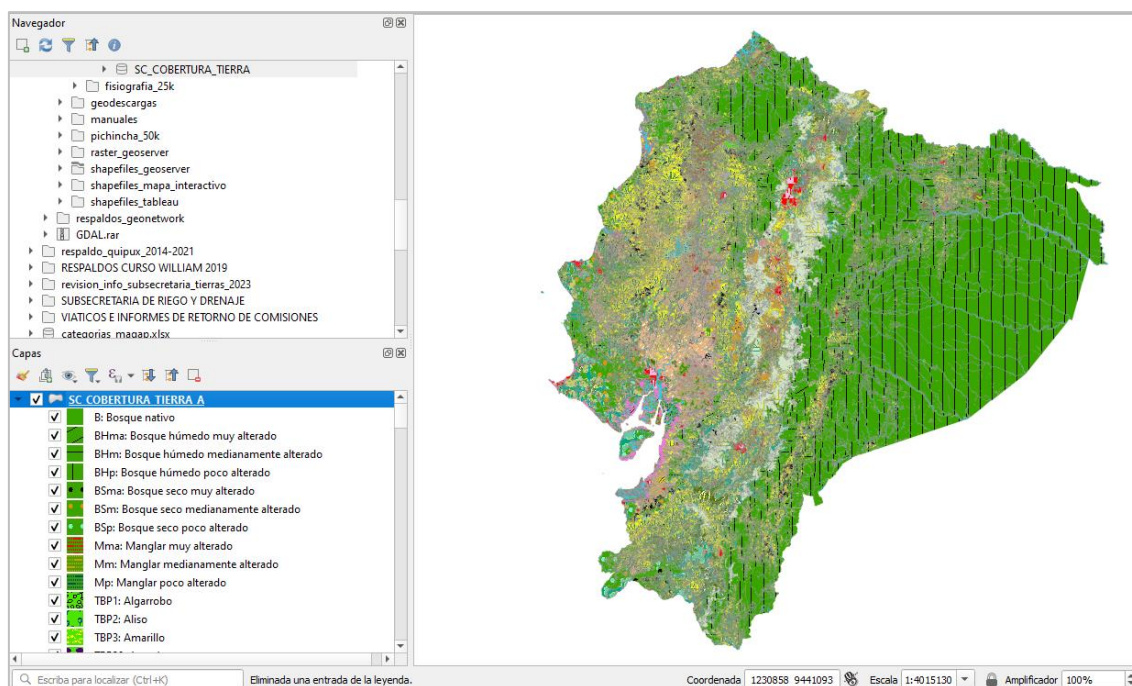 Navegador
SC_COBERTURA_TIERRA
fisiografia_25k
geodescargas
manuales
pichincha_50k
raster_geoserver
shapefiles_geoserver
shapefiles_mapa_interactivo
shapefiles_tableau
respaldos_geonetwork
GDAL.rar
respaldo_quipux_2014-2021
RESPALDOS CURSO WILLIAM 2019
revision_info_subsecretaria_tierras_2023
SUBSECRETARIA DE RIEGO Y DRENAJE
VIATICOS E INFORMES DE RETORNO DE COMISIONES
categorias_magap.xlsx
Capas
SC_COBERTURA_TIERRA_A
B: Bosque nativo
BHma: Bosque húmedo muy alterado
BHm: Bosque húmedo medianamente alterado
BHp: Bosque húmedo poco alterado
BSma: Bosque seco muy alterado
BSm: Bosque seco medianamente alterado
BSp: Bosque seco poco alterado
Mma: Manglar muy alterado
Mm: Manglar medianamente alterado
Mp: Manglar poco alterado
TBP1: Algarrobo
TBP2: Aliso
TBP3: Amarillo
Escriba para localizar (Ctrl+K) Eliminada una entrada de la leyenda. Coordenada 1230858 9441093 Escala 1:4015130 Amplificador 100%